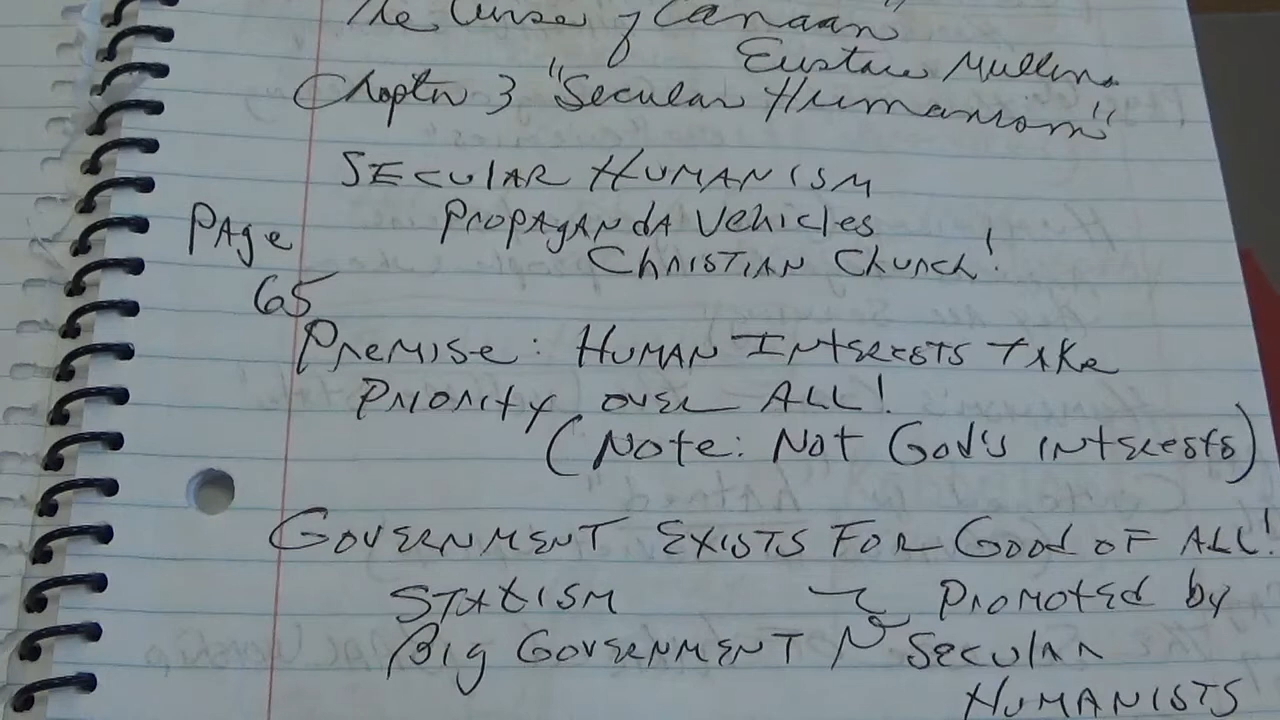 "The Curse of Canaan"
Eustace Mullins
Chapter 3 "Secular Humanism"
SECULAR HUMANISM
PROPAGANDA Vehicles
CHRISTIAN CHURCH!
PAge
65
PREMISE: HUMAN INTERESTS TAKE
PRIORITY OVER ALL!
(Note: Not God's interests)
GOVERNMENT EXISTS FOR GOOD OF ALL!
STATISM PROMOTED by
Big GOVERNMENT SECULAR
HUMANISTS